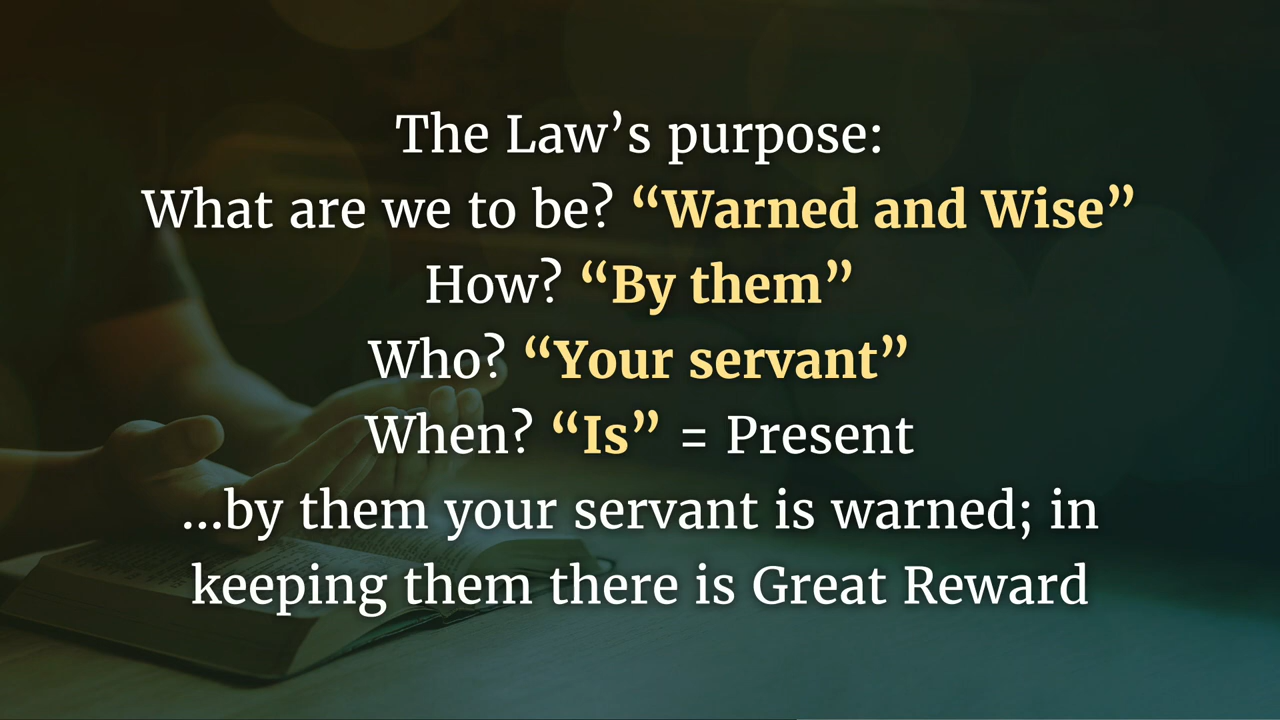 The Law’s purpose:
What are we to be? “Warned and Wise”
How? “By them”
Who? “Your servant”
When? “Is” = Present
...by them your servant is warned; in
keeping them there is Great Reward